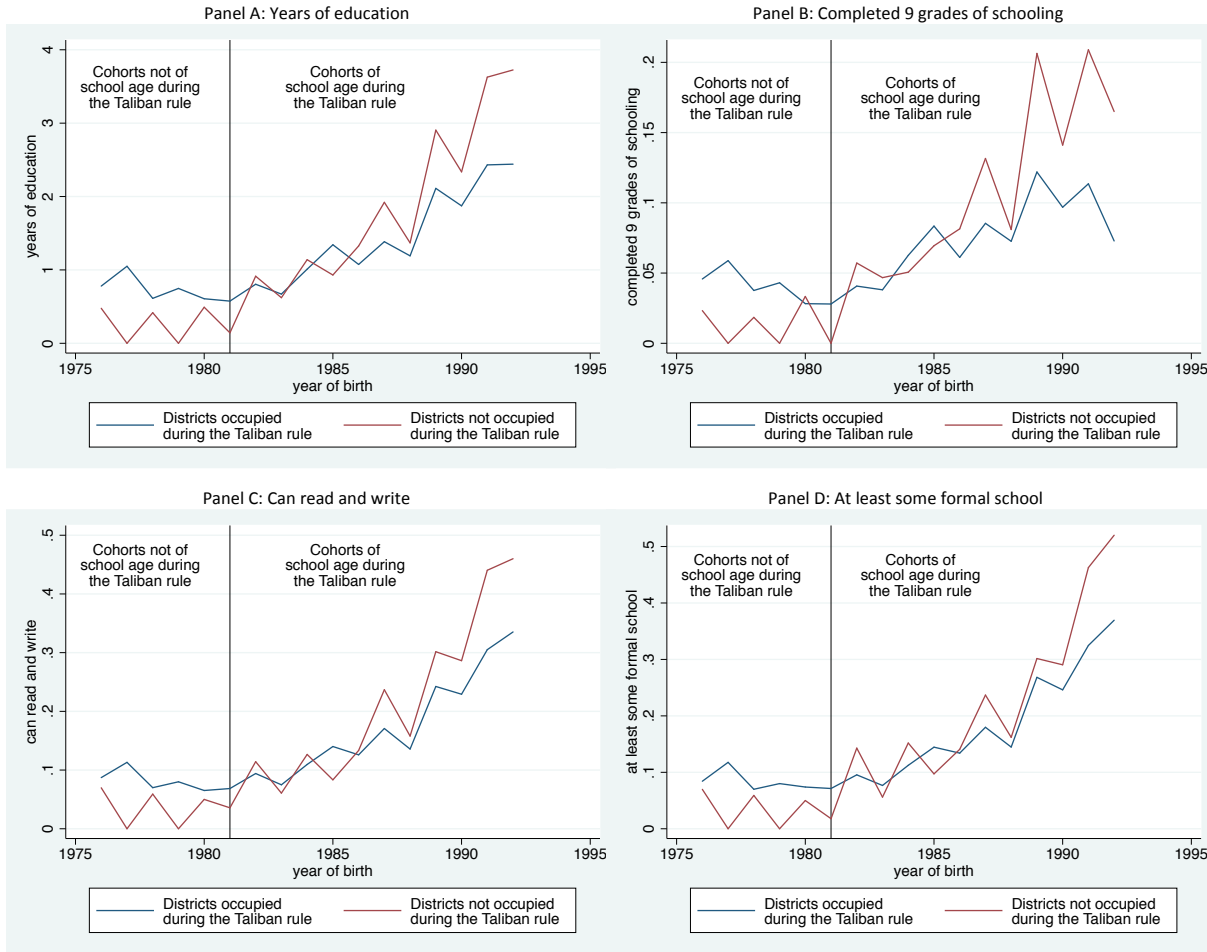 Panel A: Years of education
years of education
4
3
2
1
0
Cohorts not of
school age during
the Taliban rule
Cohorts of
school age during
the Taliban rule
1975
1980
1985
1990
1995
year of birth
Districts occupied
during the Taliban rule
Districts not occupied
during the Taliban rule
Panel B: Completed 9 grades of schooling
completed 9 grades of schooling
.2
.15
.1
.05
0
Cohorts not of
school age during
the Taliban rule
Cohorts of
school age during
the Taliban rule
1975
1980
1985
1990
1995
year of birth
Districts occupied
during the Taliban rule
Districts not occupied
during the Taliban rule
Panel C: Can read and write
can read and write
.5
.4
.3
.2
.1
0
Cohorts not of
school age during
the Taliban rule
Cohorts of
school age during
the Taliban rule
1975
1980
1985
1990
1995
year of birth
Districts occupied
during the Taliban rule
Districts not occupied
during the Taliban rule
Panel D: At least some formal school
at least some formal school
.5
.4
.3
.2
.1
0
Cohorts not of
school age during
the Taliban rule
Cohorts of
school age during
the Taliban rule
1975
1980
1985
1990
1995
year of birth
Districts occupied
during the Taliban rule
Districts not occupied
during the Taliban rule